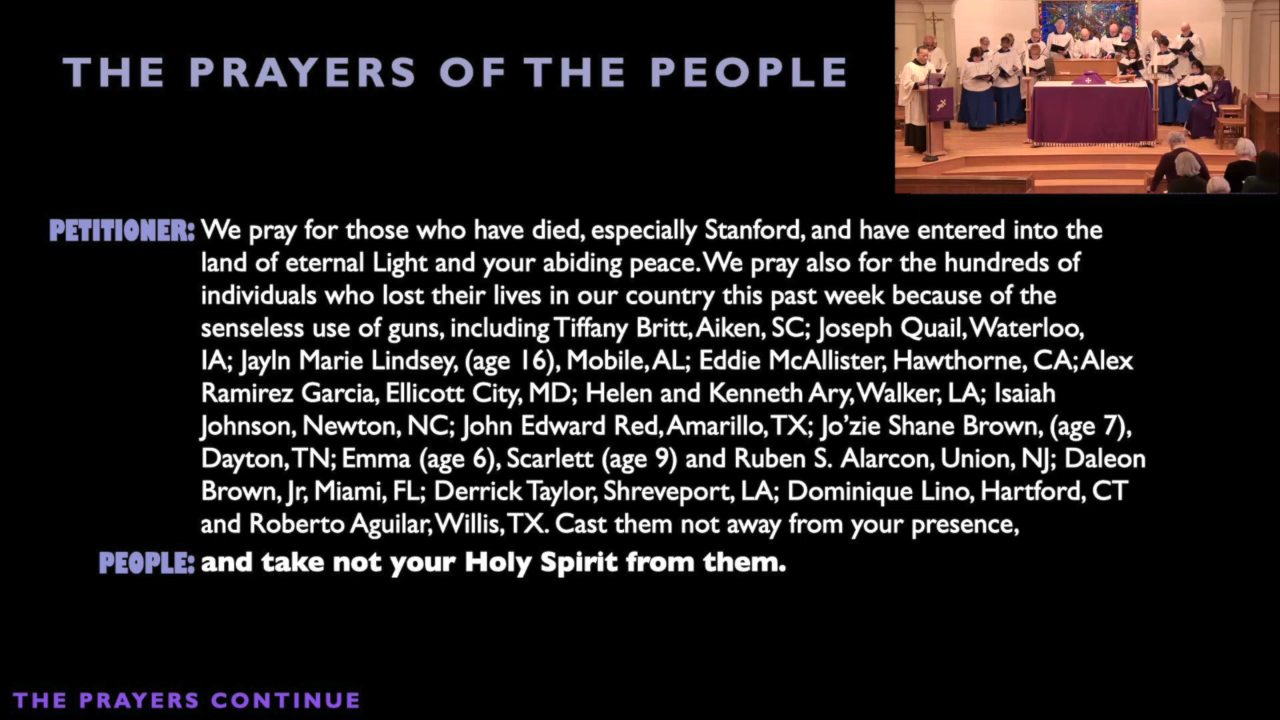 THE PRAYERS OF THE PEOPLE
PETITIONER: We pray for those who have died, especially Stanford, and have entered into the
land of eternal Light and your abiding peace. We pray also for the hundreds of
individuals who lost their lives in our country this past week because of the
senseless use of guns, including Tiffany Britt, Aiken, SC; Joseph Quail, Waterloo,
IA; Jayln Marie Lindsey, (age 16), Mobile, AL; Eddie McAllister, Hawthorne, CA; Alex
Ramirez Garcia, Ellicott City, MD; Helen and Kenneth Ary, Walker, LA; Isaiah
Johnson, Newton, NC; John Edward Red, Amarillo, TX; Jo’zie Shane Brown, (age 7),
Dayton, TN; Emma (age 6), Scarlett (age 9) and Ruben S. Alarcon, Union, NJ; Daleon
Brown, Jr, Miami, FL; Derrick Taylor, Shreveport, LA; Dominique Lino, Hartford, CT
and Roberto Aguilar, Willis, TX. Cast them not away from your presence,
PEOPLE: and take not your Holy Spirit from them.
THE PRAYERS CONTINUE